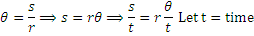 θ = s/r ⟹ s = rθ ⟹ s/t = r θ/t Let t = time